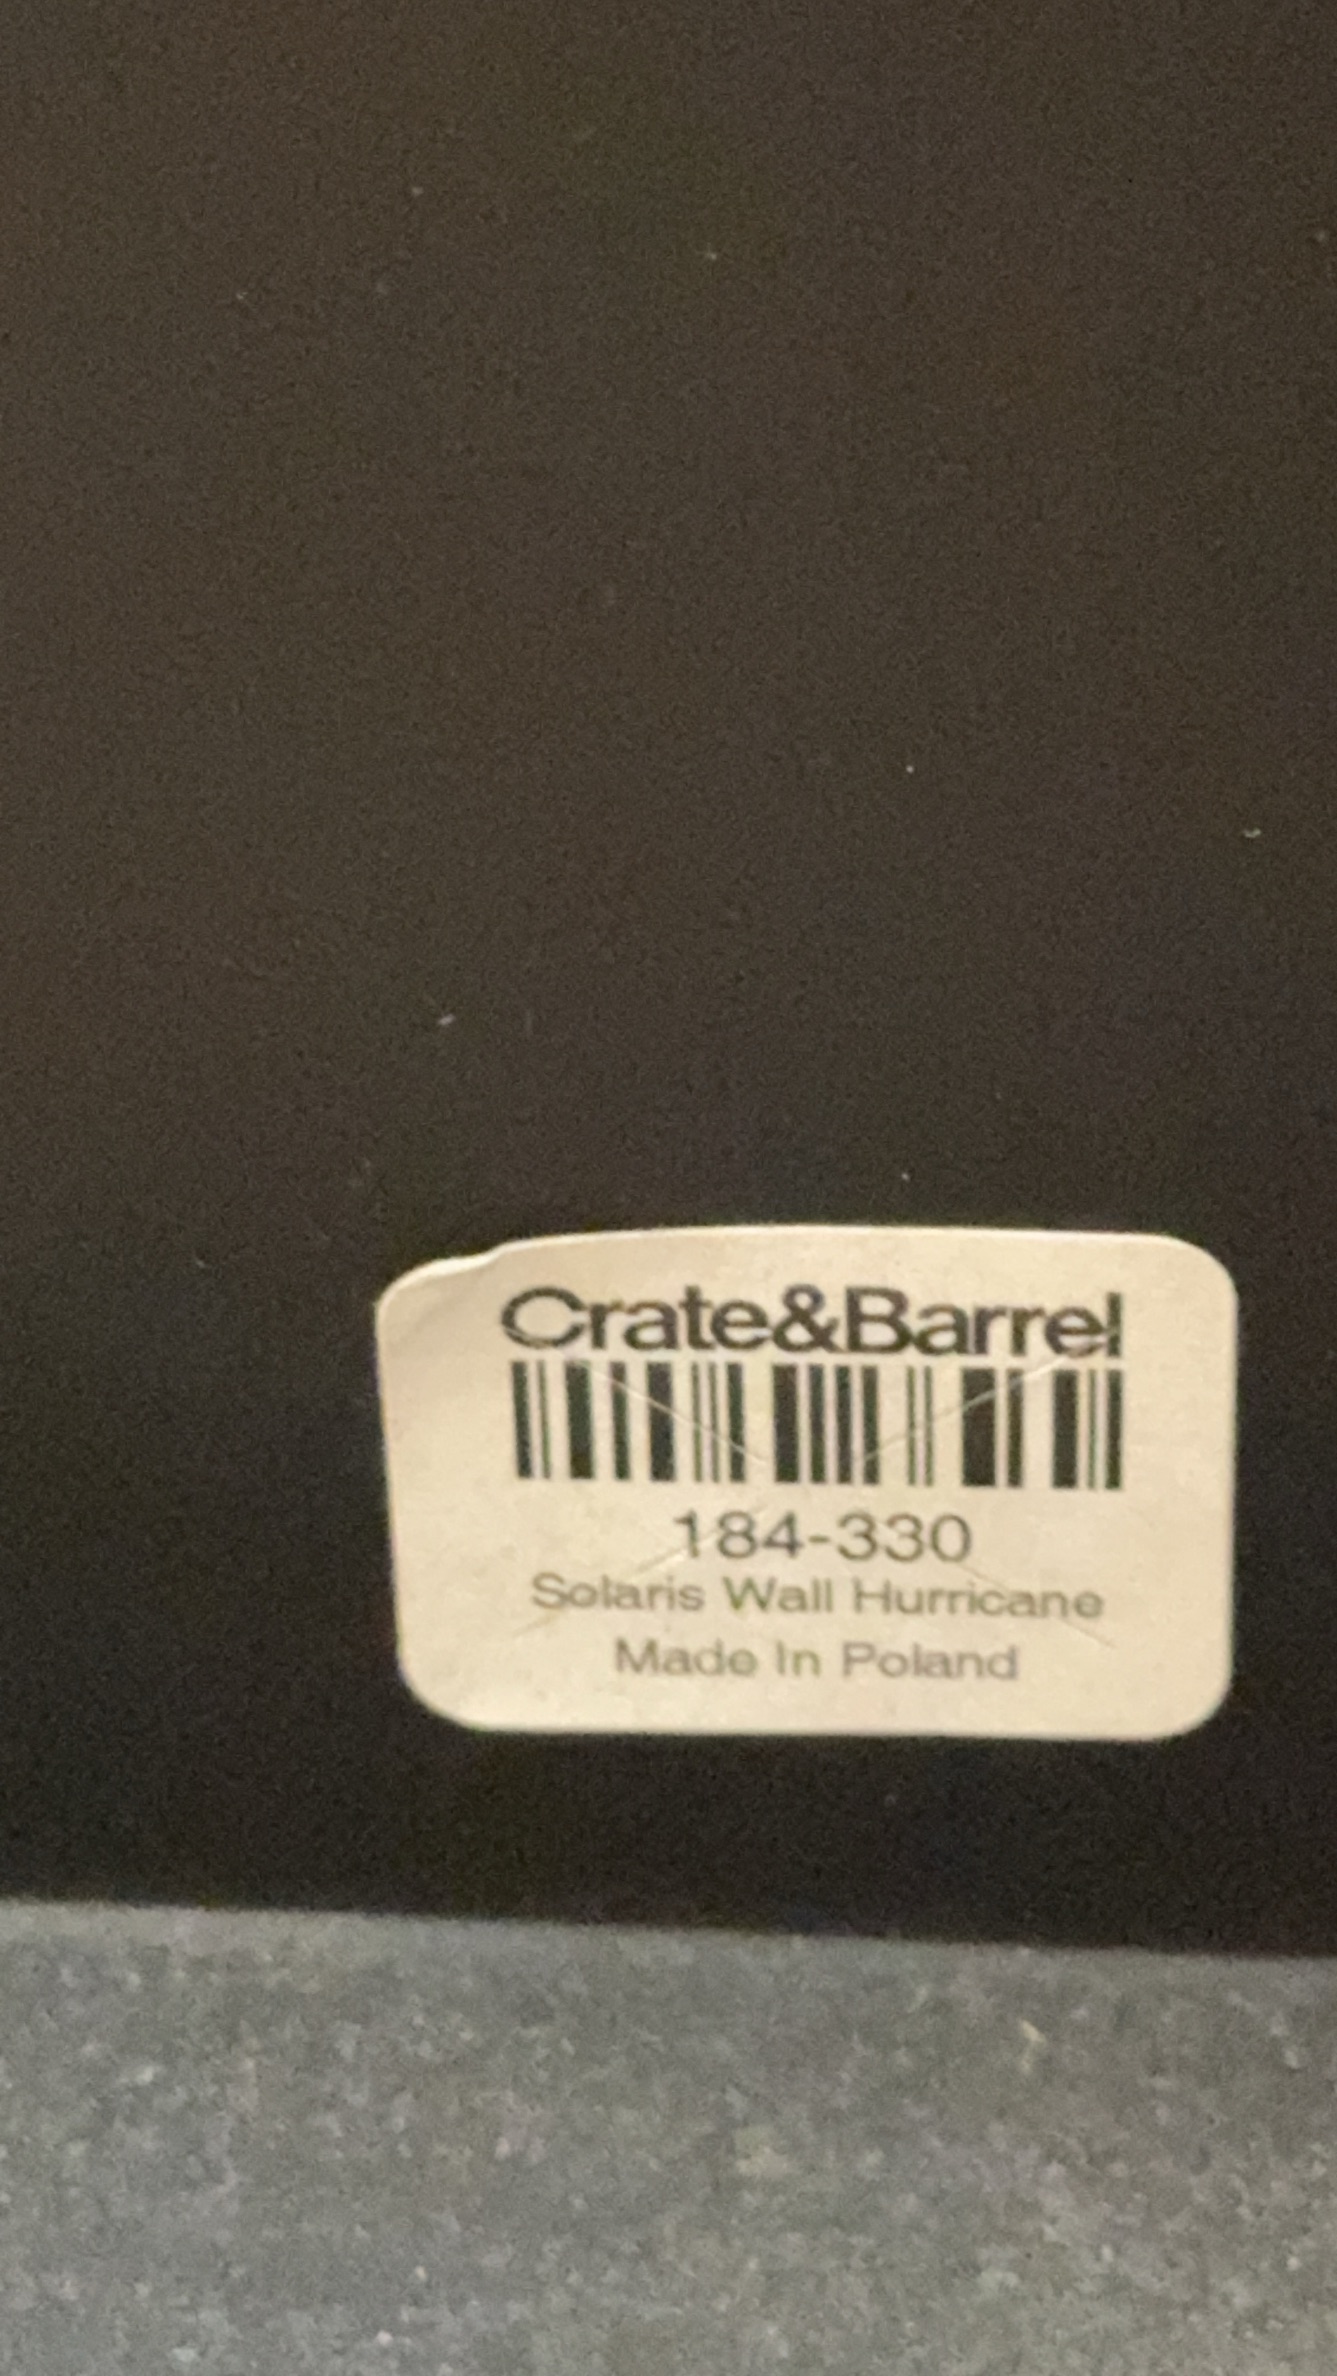 Crate&Barrel
184-330
Solaris Wall Hurricane
Made In Poland